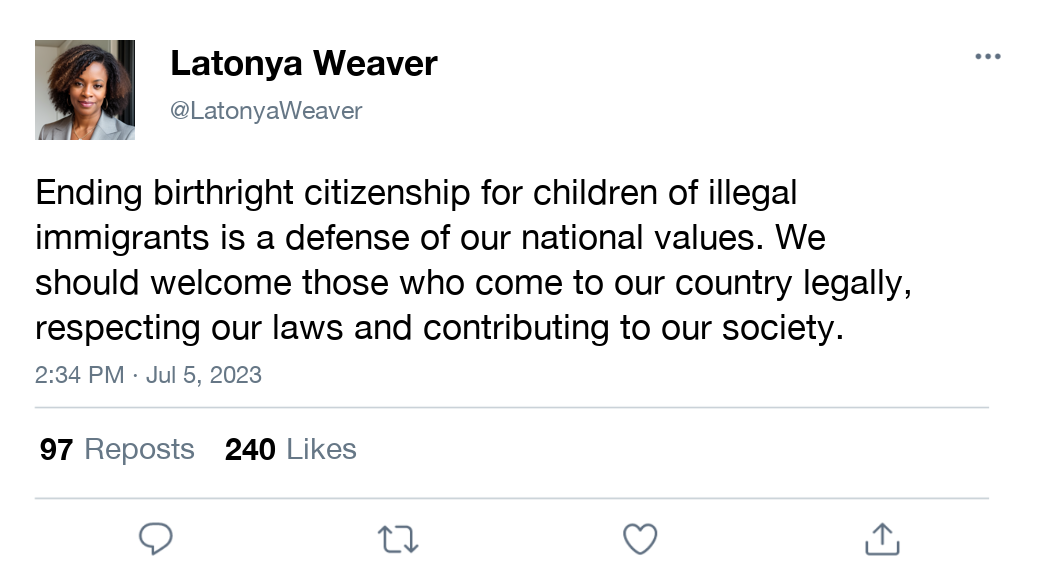 Latonya Weaver
@LatonyaWeaver
Ending birthright citizenship for children of illegal
immigrants is a defense of our national values. We
should welcome those who come to our country legally,
respecting our laws and contributing to our society.
2:34 PM · Jul 5, 2023
97 Reposts 240 Likes